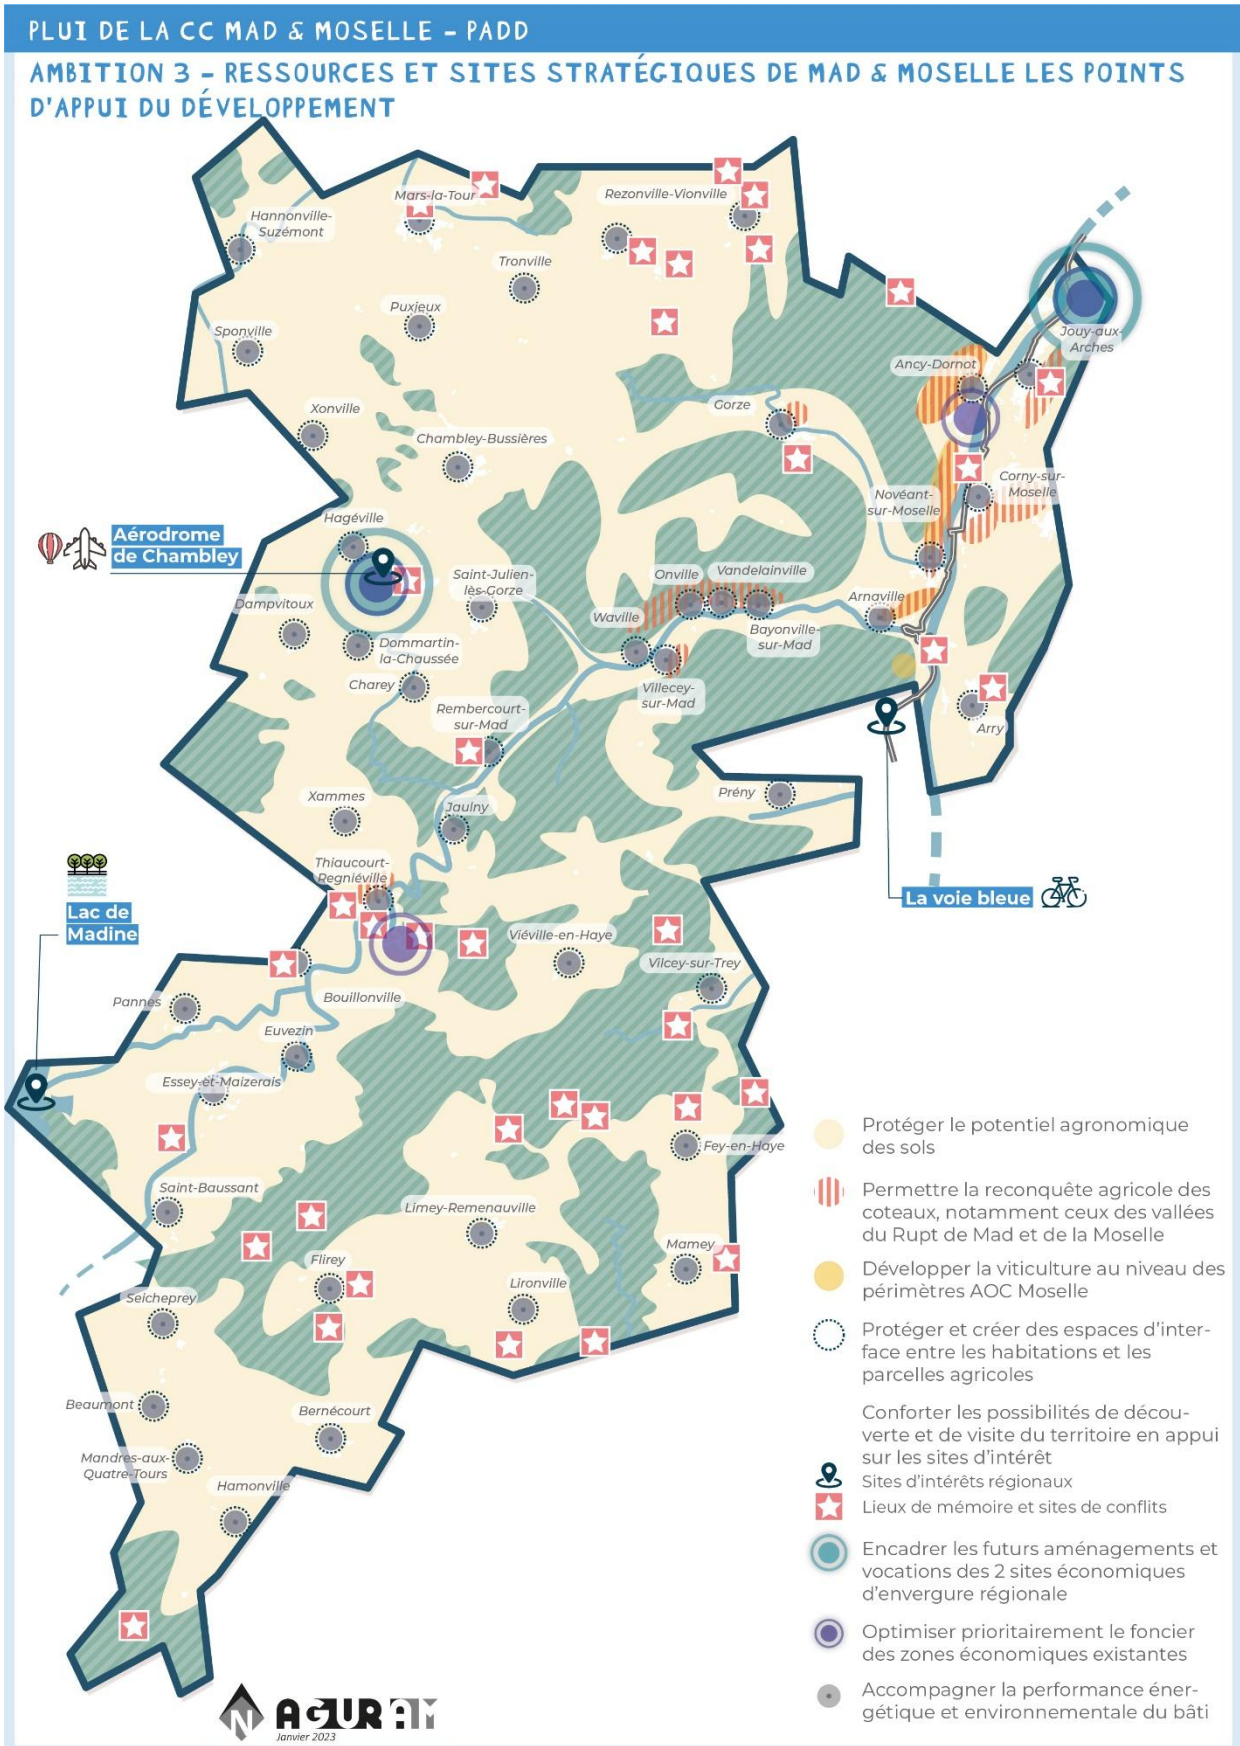 PLUI DE LA CC MAD & MOSELLE – PADD
AMBITION 3 – RESSOURCES ET SITES STRATÉGIQUES DE MAD & MOSELLE LES POINTS
D'APPUI DU DÉVELOPPEMENT
Mars-la-Tour
Rezonville-Vionville
Hannonville-
Suzémont
Tronville
Puxieux
Sponville
Jouy-aux-
Arches
Ancy-Dornot
Xonville
Gorze
Chambley-Bussières
Corny-sur-
Moselle
Novéant-
sur-Moselle
Hagéville
Aérodrome
de Chambley
Saint-Julien-
lès-Gorze
Onville
Vandelainville
Dampvitoux
Waville
Arnaville
Bayonville-
sur-Mad
Dommartin-
la-Chaussée
Charey
Villecey-
sur-Mad
Rembercourt-
sur-Mad
Arry
Prény
Xammes
Jaulny
Thiaucourt-
Regniéville
La voie bleue
Lac de
Madine
Viéville-en-Haye
Vilcey-sur-Trey
Pannes
Bouillonville
Euvezin
Essey-et-Maizerais
Fey-en-Haye
Saint-Baussant
Limey-Remenauville
Mamey
Flirey
Lironville
Seicheprey
Beaumont
Bernécourt
Mandres-aux-
Quatre-Tours
Hamonville
Protéger le potentiel agronomique
des sols
Permettre la reconquête agricole des
coteaux, notamment ceux des vallées
du Rupt de Mad et de la Moselle
Développer la viticulture au niveau des
périmètres AOC Moselle
Protéger et créer des espaces d'inter-
face entre les habitations et les
parcelles agricoles
Conforter les possibilités de décou-
verte et de visite du territoire en appui
sur les sites d'intérêt
Sites d'intérêts régionaux
Lieux de mémoire et sites de conflits
Encadrer les futurs aménagements et
vocations des 2 sites économiques
d'envergure régionale
Optimiser prioritairement le foncier
des zones économiques existantes
Accompagner la performance éner-
gétique et environnementale du bâti
N AGURAM
Janvier 2023